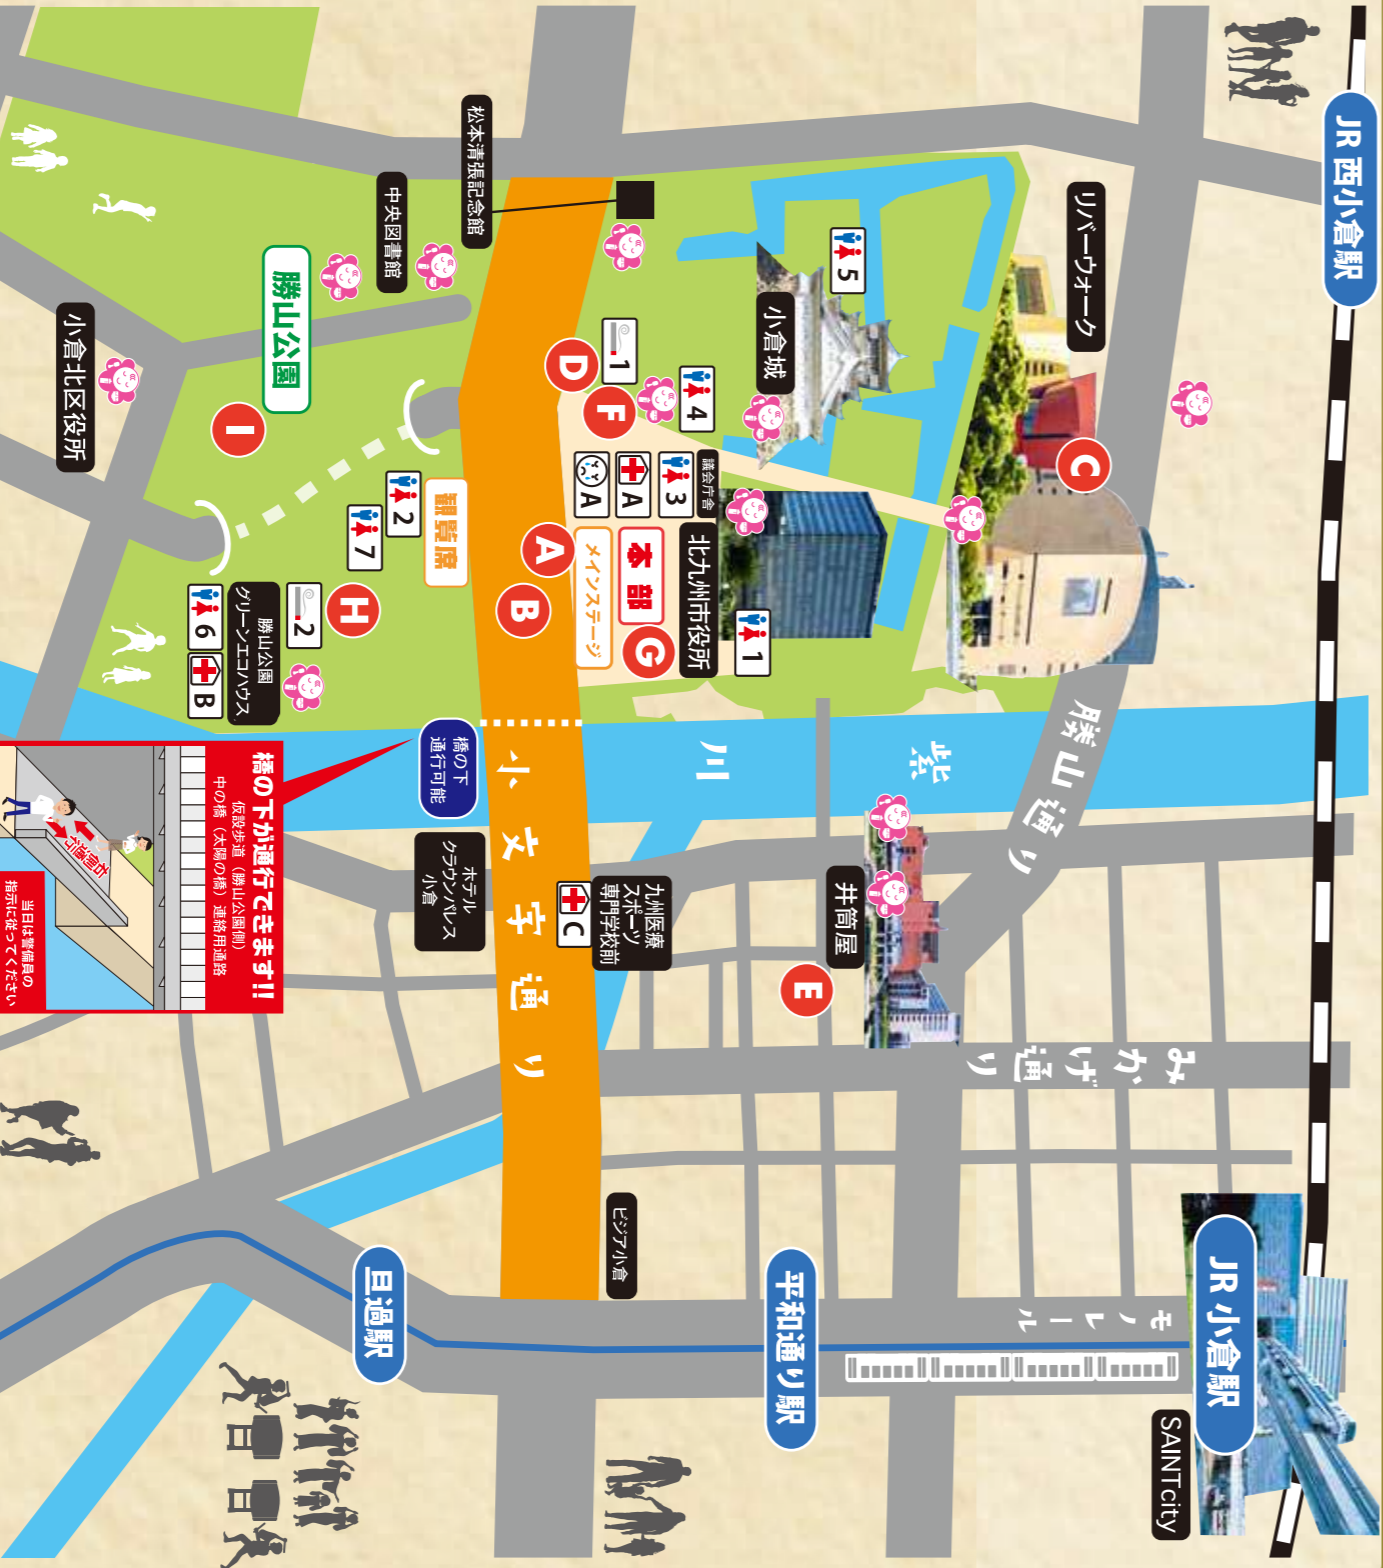 JR 西小倉駅
リバーウォーク
C
松本清張記念館
中央図書館
勝山公園
小倉北区役所
5
小倉城
1
D
F
4
議会庁舎
3
A
A
北九州市役所
本部
メインステージ
A
B
G
1
I
観覧席
2
7
H
2
勝山公園
グリーンエコハウス
6
B
橋の下
通行可能
橋の下が通行できます!!
仮設歩道（勝山公園側）
中の橋（太陽の橋）連絡用通路
右側通行
当日は警備員の
指示に従ってください
紫川
勝山通り
小文字通り
ホテル
クラウンパレス
小倉
九州医療
スポーツ
専門学校前
C
井筒屋
E
みかげ通り
ビジア小倉
旦過駅
平和通り駅
モノレール
JR 小倉駅
SAINTcity